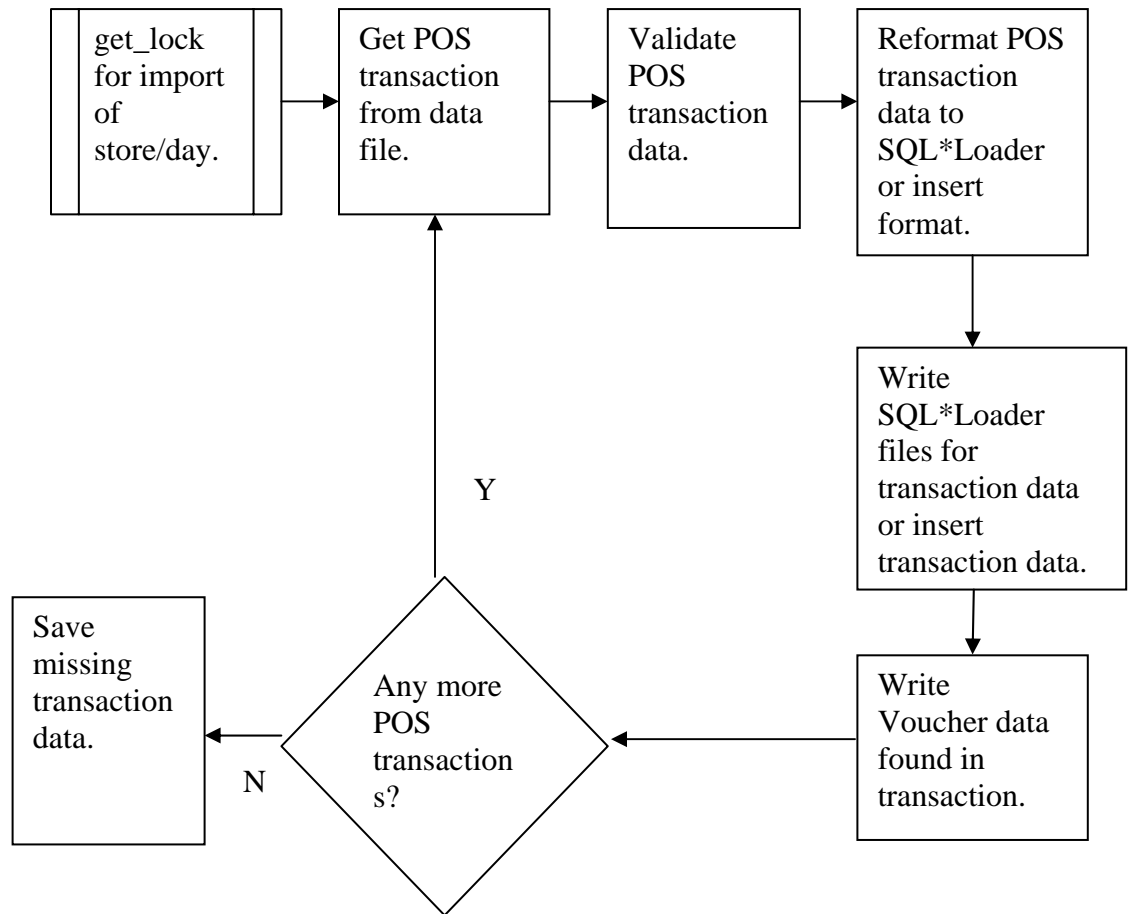 get_lock
for import
of
store/day.
Get POS
transaction
from data
file.
Validate
POS
transaction
data.
Reformat POS
transaction
data to
SQL*Loader
or insert
format.
Write
SQL*Loader
files for
transaction data
or insert
transaction data.
Write
Voucher data
found in
transaction.
Any more
POS
transaction
s?
Y
N
Save
missing
transaction
data.